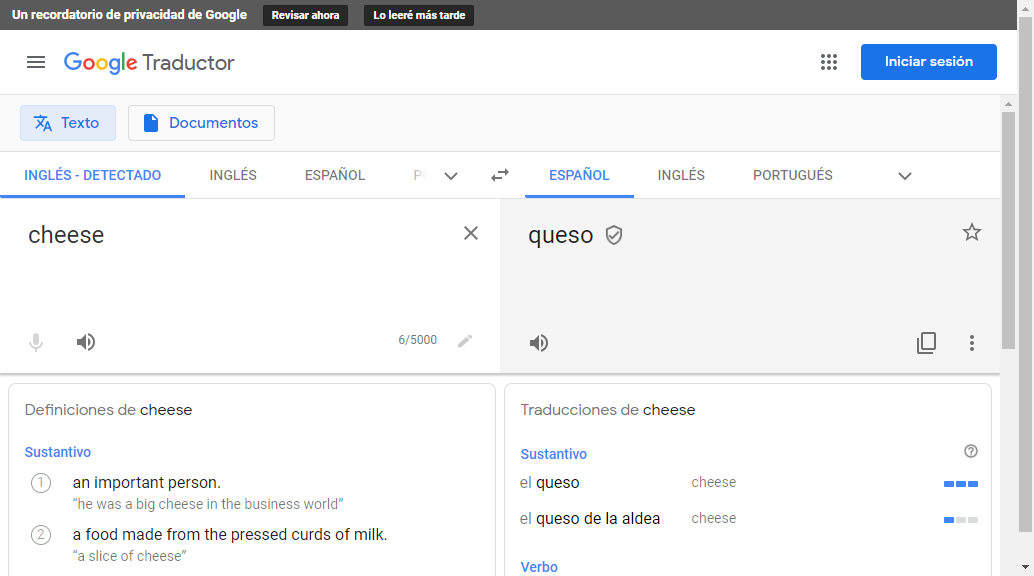 Un recordatorio de privacidad de Google Revisar ahora Lo leeré más tarde
Google Traductor Iniciar sesión
Texto Documentos
INGLÉS - DETECTADO INGLÉS ESPAÑOL ESPAÑOL INGLÉS PORTUGUÉS
cheese queso
6/5000
Definiciones de cheese Traducciones de cheese
Sustantivo Sustantivo
1 an important person. el queso cheese
“he was a big cheese in the business world”
2 a food made from the pressed curds of milk. el queso de la aldea cheese
“a slice of cheese”
Verbo